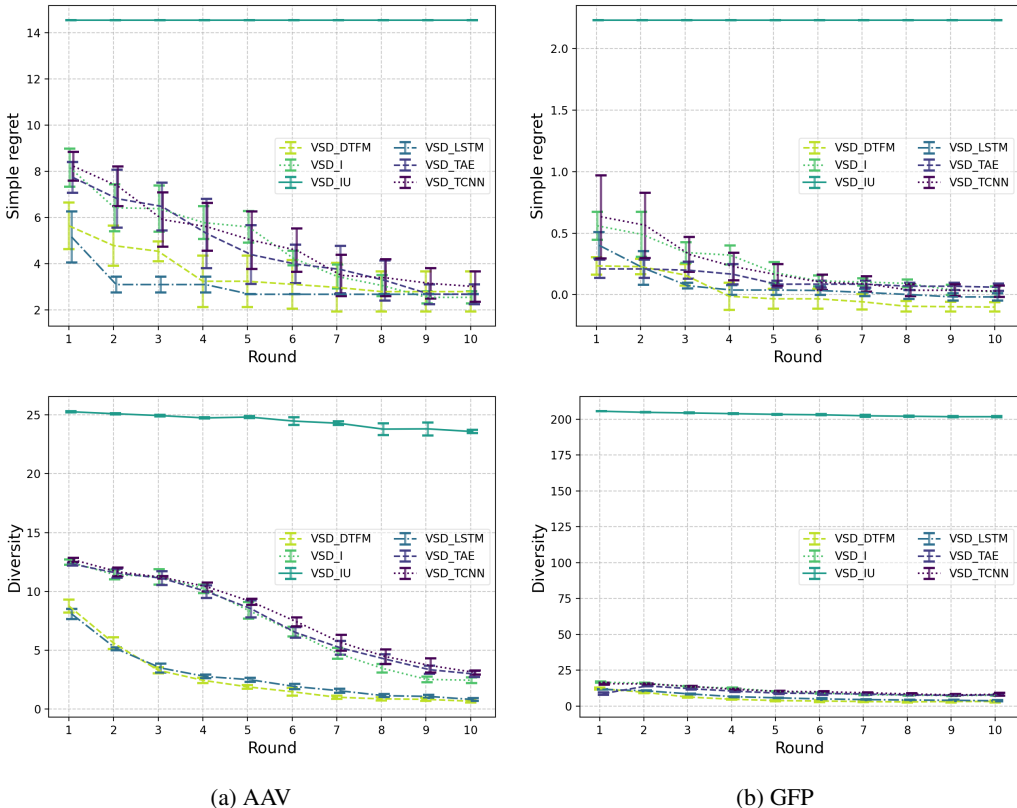 14
12
10
8
6
4
2
Simple regret
VSD_DTFM
VSD_I
VSD_IU
VSD_LSTM
VSD_TAE
VSD_TCNN
1 2 3 4 5 6 7 8 9 10
Round
2.0
1.5
1.0
0.5
0.0
Simple regret
VSD_DTFM
VSD_I
VSD_IU
VSD_LSTM
VSD_TAE
VSD_TCNN
1 2 3 4 5 6 7 8 9 10
Round
25
20
15
10
5
0
Diversity
VSD_DTFM
VSD_I
VSD_IU
VSD_LSTM
VSD_TAE
VSD_TCNN
1 2 3 4 5 6 7 8 9 10
Round
200
175
150
125
100
75
50
25
0
Diversity
VSD_DTFM
VSD_I
VSD_IU
VSD_LSTM
VSD_TAE
VSD_TCNN
1 2 3 4 5 6 7 8 9 10
Round
(a) AAV
(b) GFP